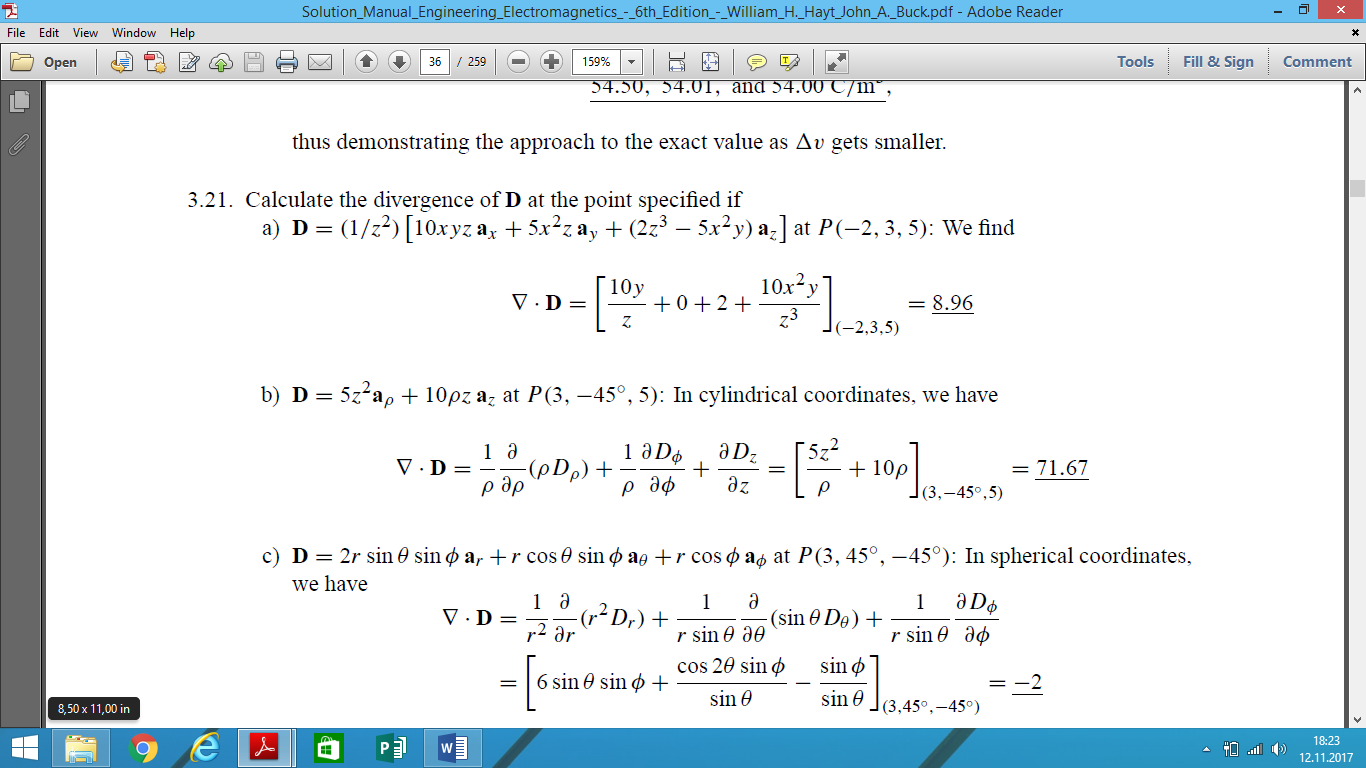 Solution_Manual_Engineering_Electromagnetics_-_6th_Edition_-_William_H._Hayt_John_A._Buck.pdf - Adobe Reader
File Edit View Window Help
Open 36 / 259 159% Tools Fill & Sign Comment
54.50, 54.01, and 54.00 C/m³,
thus demonstrating the approach to the exact value as Δv gets smaller.
3.21. Calculate the divergence of D at the point specified if
a) D = (1/z²) [10xyz aₓ + 5x²z a_y + (2z³ − 5x²y) a_z] at P(−2, 3, 5): We find
∇ · D = [10y/z + 0 + 2 + 10x²y/z³](−2,3,5) = 8.96
b) D = 5z²a_ρ + 10ρz a_z at P(3, −45°, 5): In cylindrical coordinates, we have
∇ · D = 1/ρ ∂/∂ρ (ρD_ρ) + 1/ρ ∂D_ϕ/∂ϕ + ∂D_z/∂z = [5z²/ρ + 10ρ](3,−45°,5) = 71.67
c) D = 2r sin θ sin ϕ a_r + r cos θ sin ϕ a_θ + r cos ϕ a_ϕ at P(3, 45°, −45°): In spherical coordinates,
we have
∇ · D = 1/r² ∂/∂r (r²D_r) + 1/(r sin θ) ∂/∂θ (sin θ D_θ) + 1/(r sin θ) ∂D_ϕ/∂ϕ
= [6 sin θ sin ϕ + cos 2θ sin ϕ/sin θ − sin ϕ/sin θ](3,45°,−45°) = −2
8,50 x 11,00 in
18:23
12.11.2017